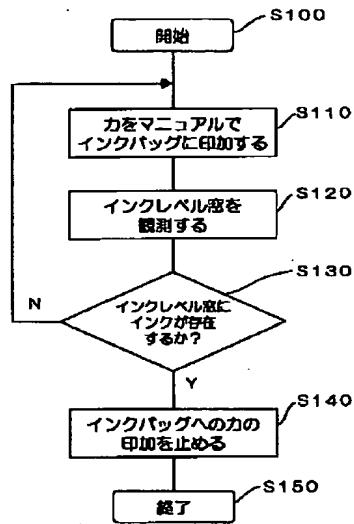 S100
開始
S110
力をマニュアルで
インクバッグに印加する
S120
インクレベル窓を
観測する
S130
インクレベル窓に
インクが存在
するか?
N
Y
S140
インクバッグへの力の
印加を止める
S150
終了